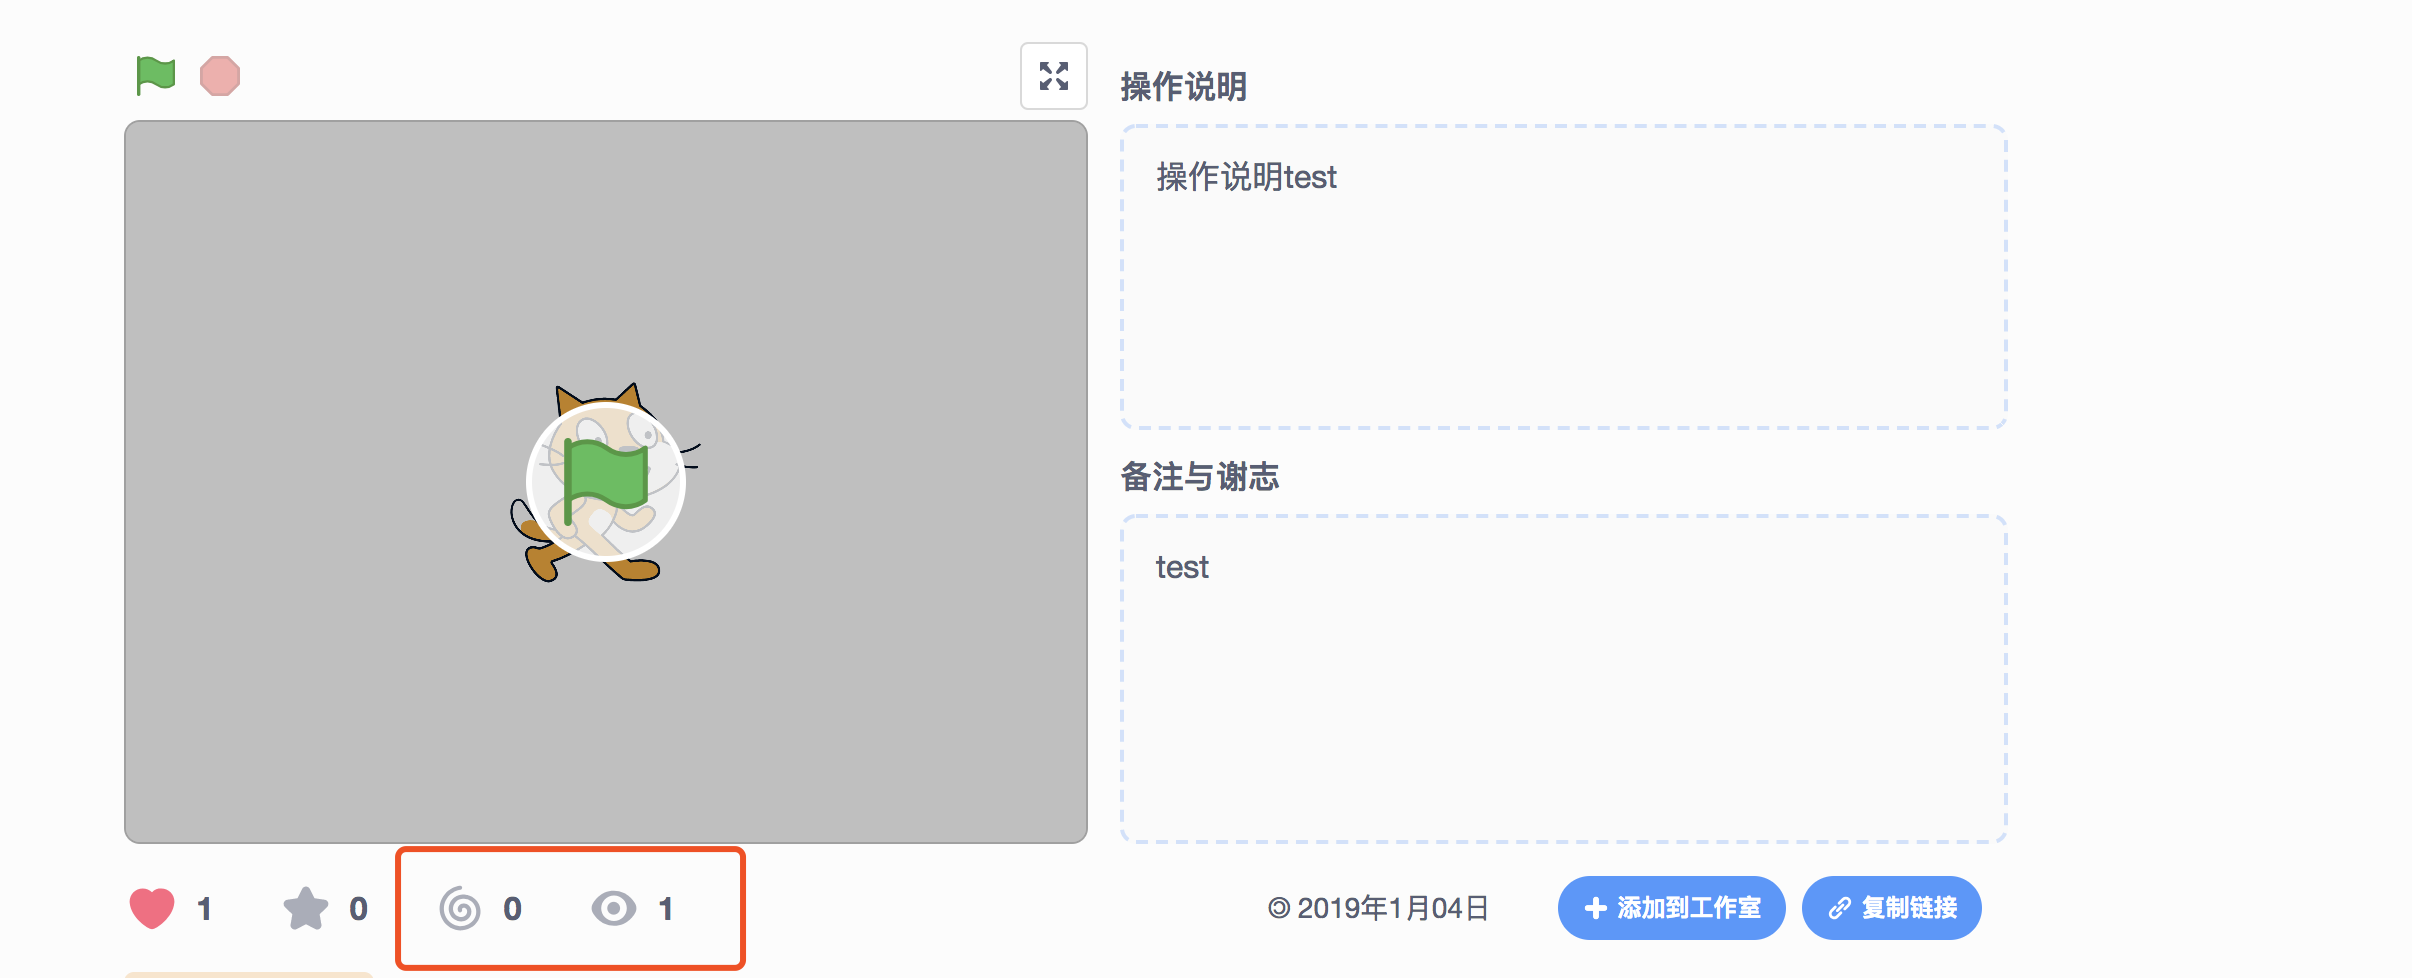 操作说明
操作说明test
备注与谢志
test
1 0 0 1
2019年1月04日 添加到工作室 复制链接